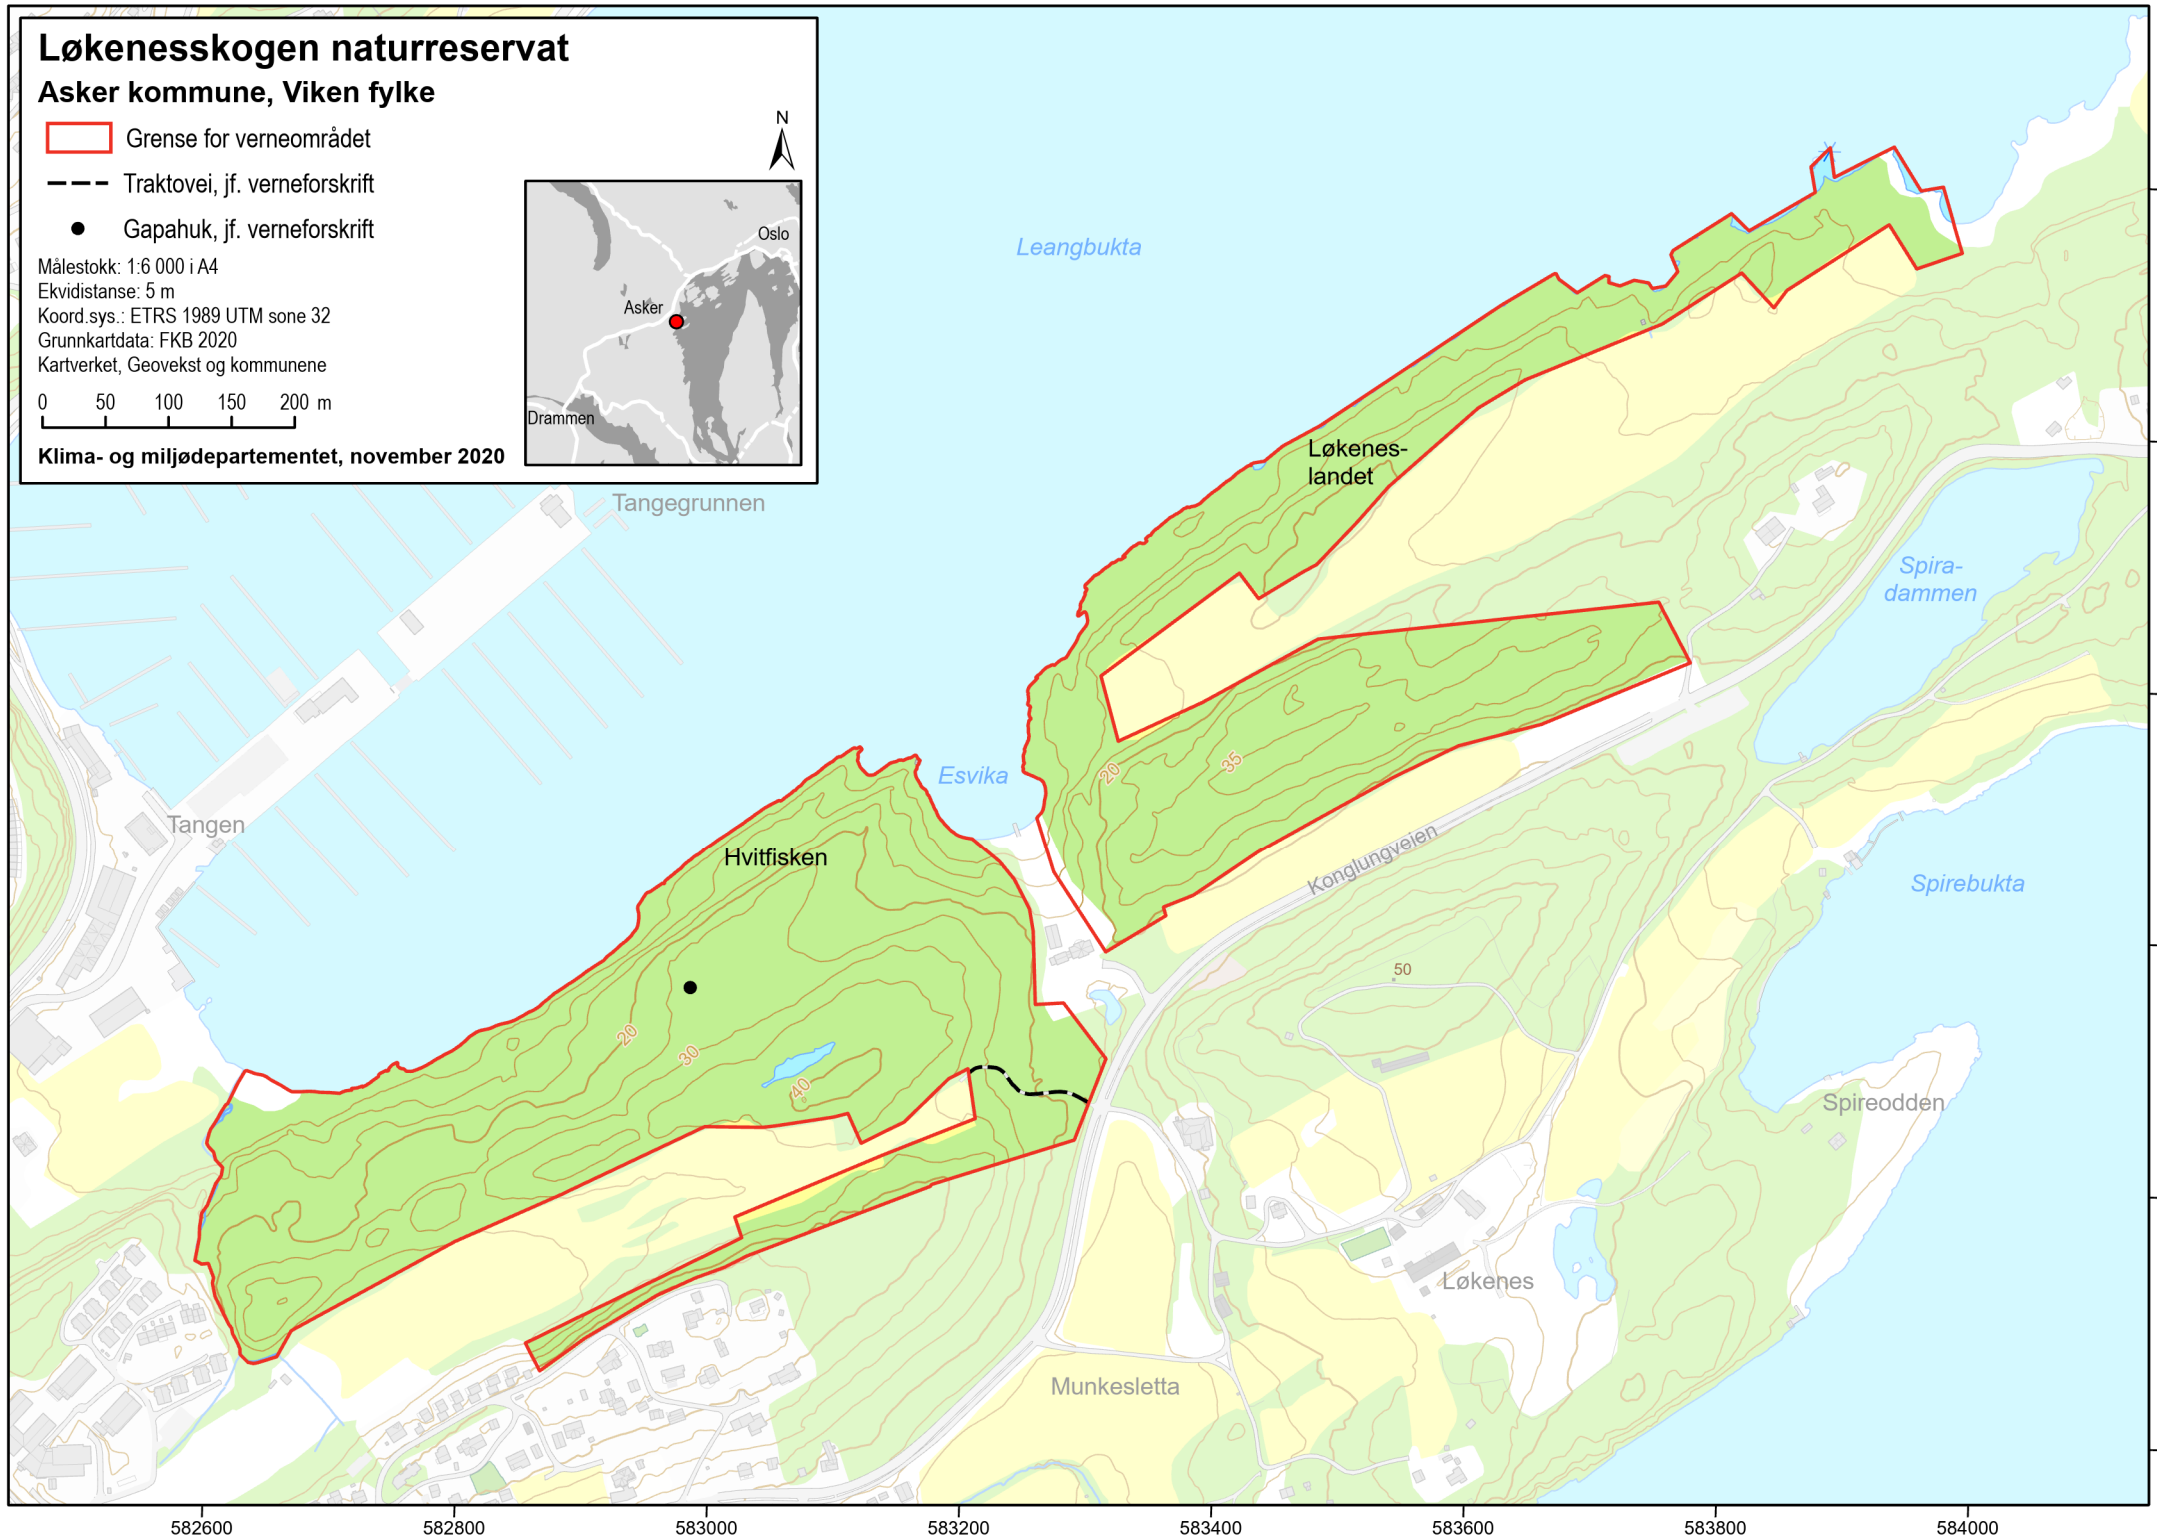 Løkenesskogen naturreservat
Asker kommune, Viken fylke
Grense for verneområdet
Traktovei, jf. verneforskrift
Gapahuk, jf. verneforskrift
Målestokk: 1:6 000 i A4
Ekvidistanse: 5 m
Koord.sys.: ETRS 1989 UTM sone 32
Grunnkartdata: FKB 2020
Kartverket, Geovekst og kommunene
0 50 100 150 200 m
Klima- og miljødepartementet, november 2020
N
Oslo
Asker
Drammen
Leangbukta
Løkenes-
landet
Tangegrunnen
Spira-
dammen
Esvika
20
35
Tangen
Hvitfisken
Konglungveien
Spirebukta
50
20
30
40
Spireodden
Løkenes
Munkesletta
582600 582800 583000 583200 583400 583600 583800 584000